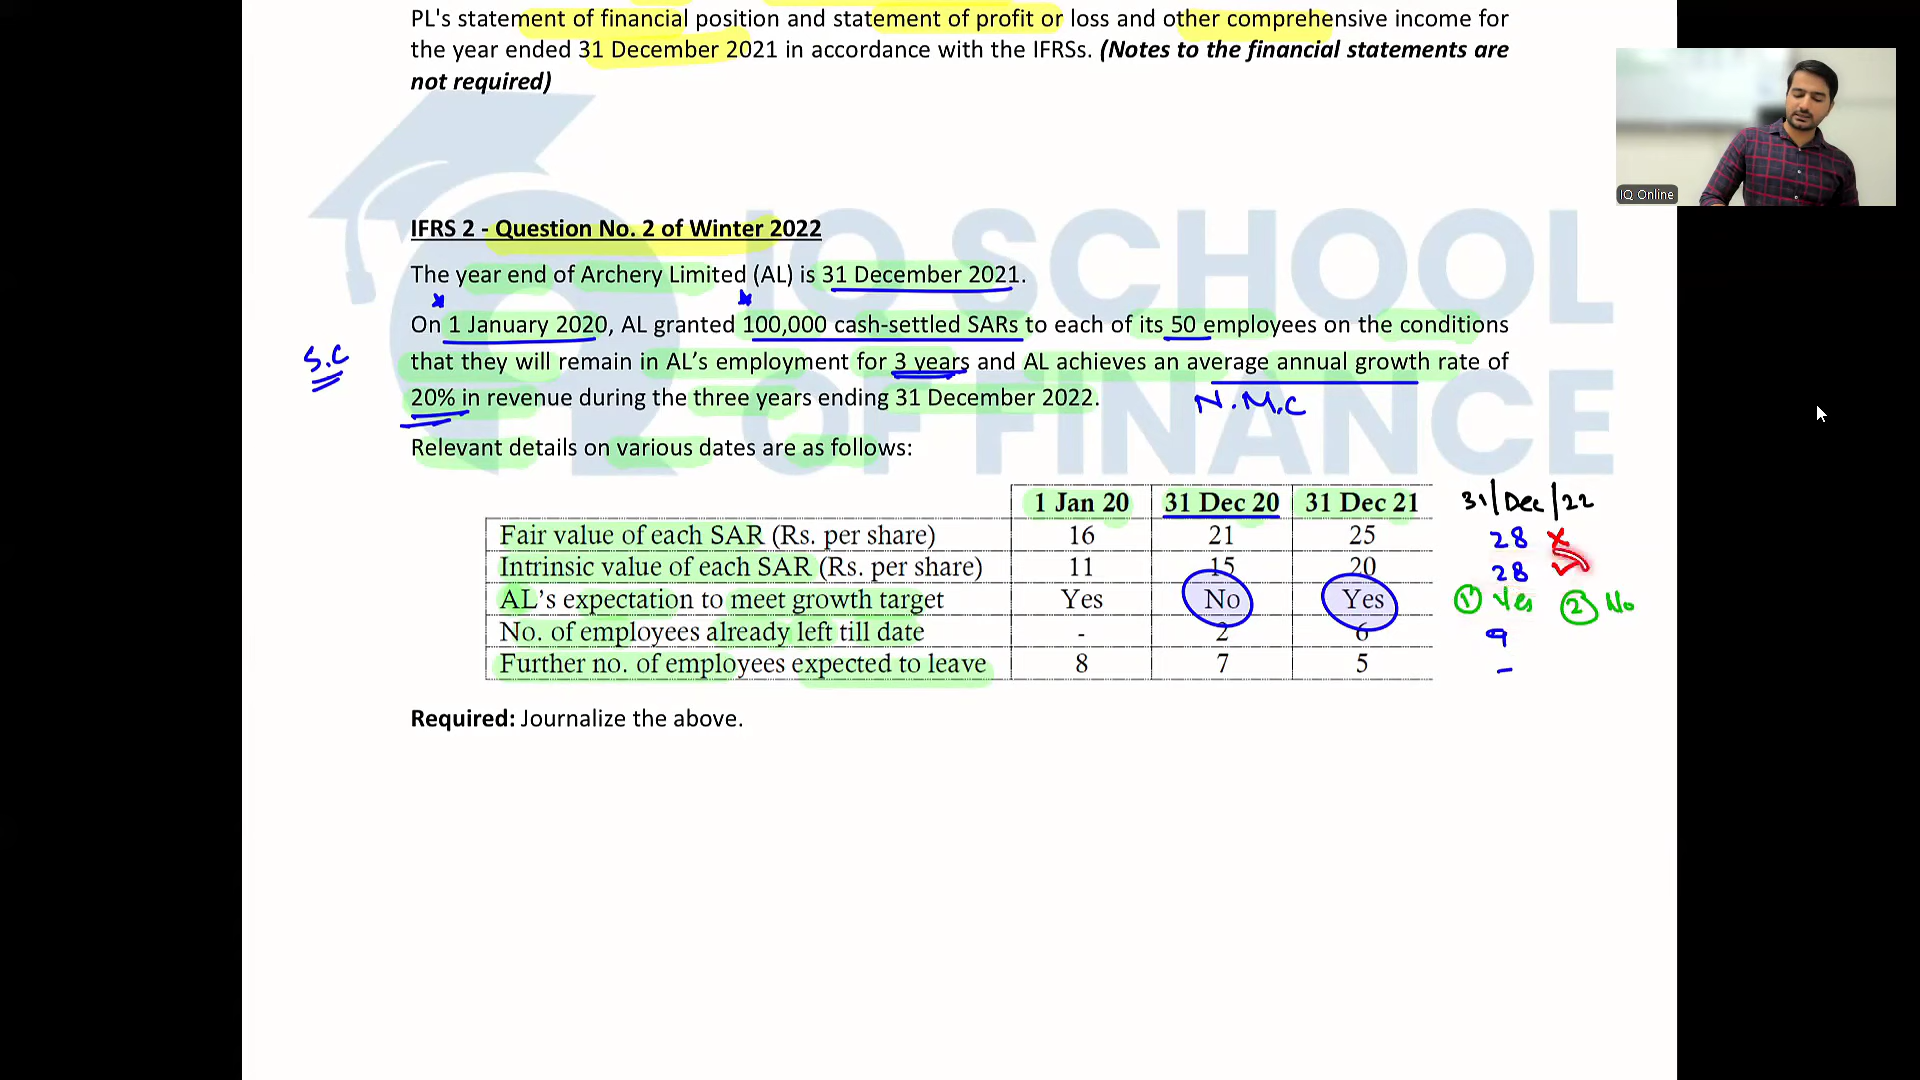 PL's statement of financial position and statement of profit or loss and other comprehensive income for
the year ended 31 December 2021 in accordance with the IFRSs. (Notes to the financial statements are
not required)
IQ Online
IQ SCHOOL
OF FINANCE
IFRS 2 - Question No. 2 of Winter 2022
The year end of Archery Limited (AL) is 31 December 2021.
On 1 January 2020, AL granted 100,000 cash-settled SARs to each of its 50 employees on the conditions
S.C
that they will remain in AL’s employment for 3 years and AL achieves an average annual growth rate of
20% in revenue during the three years ending 31 December 2022.
N.M.C
Relevant details on various dates are as follows:
1 Jan 20 31 Dec 20 31 Dec 21 31/Dec/22
Fair value of each SAR (Rs. per share) 16 21 25 28 x
Intrinsic value of each SAR (Rs. per share) 11 15 20 28
AL’s expectation to meet growth target Yes No Yes 1 Yes 2 No
No. of employees already left till date - 2 6 9
Further no. of employees expected to leave 8 7 5 -
Required: Journalize the above.